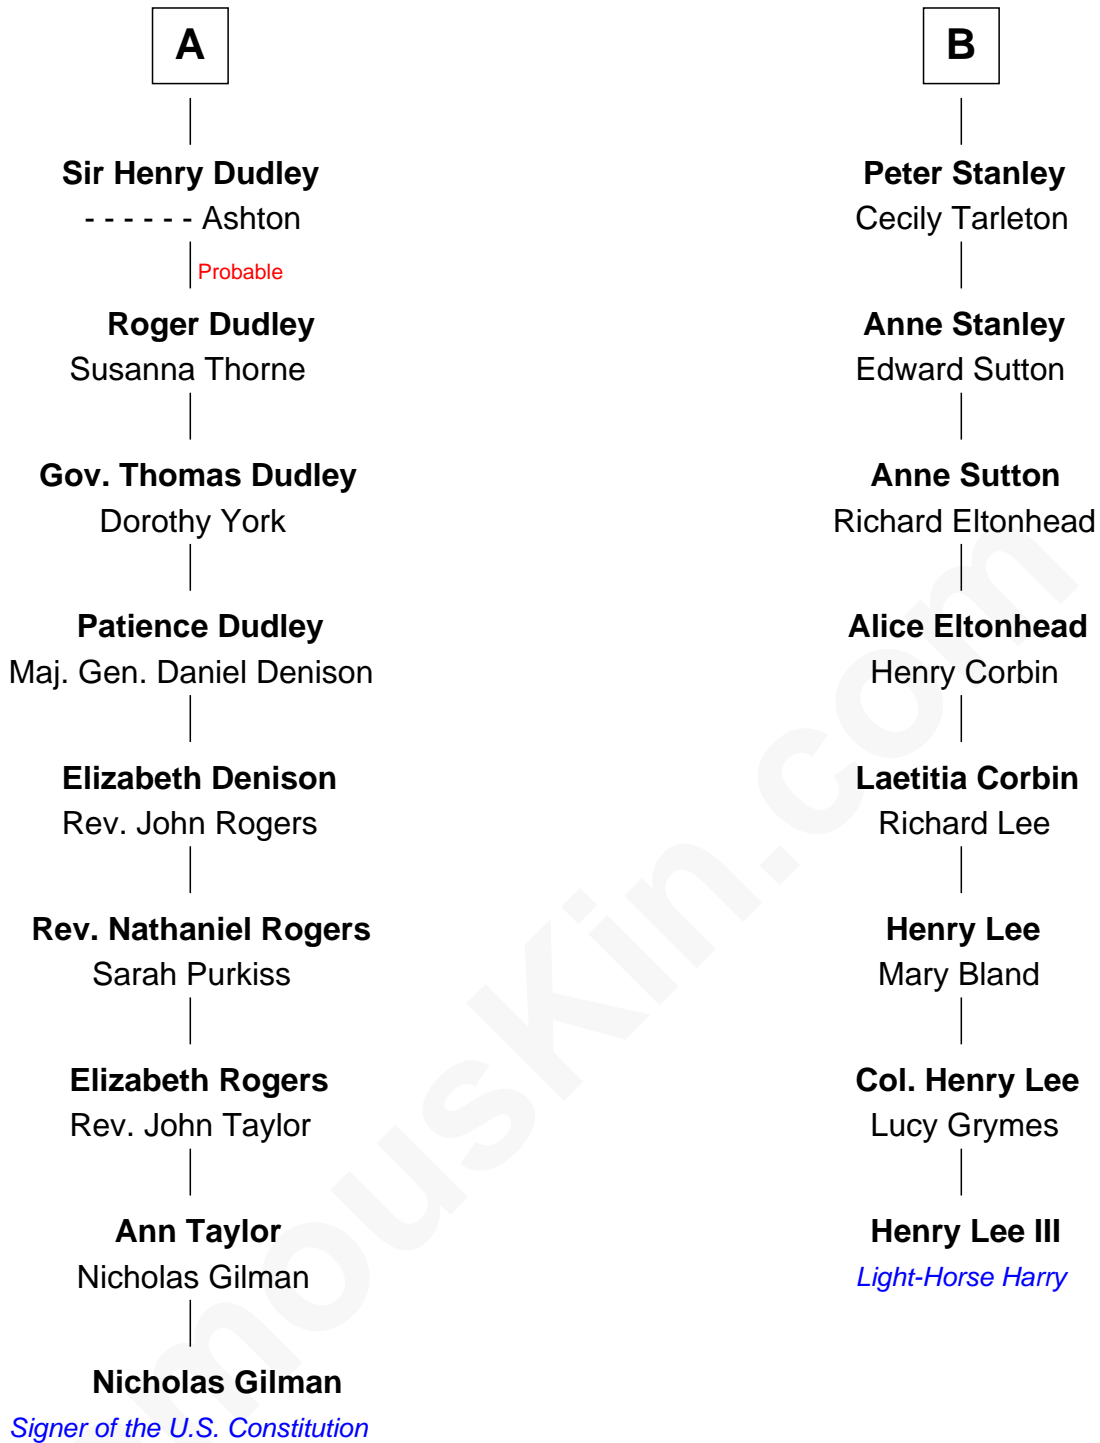 A
Sir Henry Dudley
- - - - - - Ashton
Probable
Roger Dudley
Susanna Thorne
Gov. Thomas Dudley
Dorothy York
Patience Dudley
Maj. Gen. Daniel Denison
Elizabeth Denison
Rev. John Rogers
Rev. Nathaniel Rogers
Sarah Purkiss
Elizabeth Rogers
Rev. John Taylor
Ann Taylor
Nicholas Gilman
Nicholas Gilman
Signer of the U.S. Constitution
B
Peter Stanley
Cecily Tarleton
Anne Stanley
Edward Sutton
Anne Sutton
Richard Eltonhead
Alice Eltonhead
Henry Corbin
Laetitia Corbin
Richard Lee
Henry Lee
Mary Bland
Col. Henry Lee
Lucy Grymes
Henry Lee III
Light-Horse Harry
mousKin.com